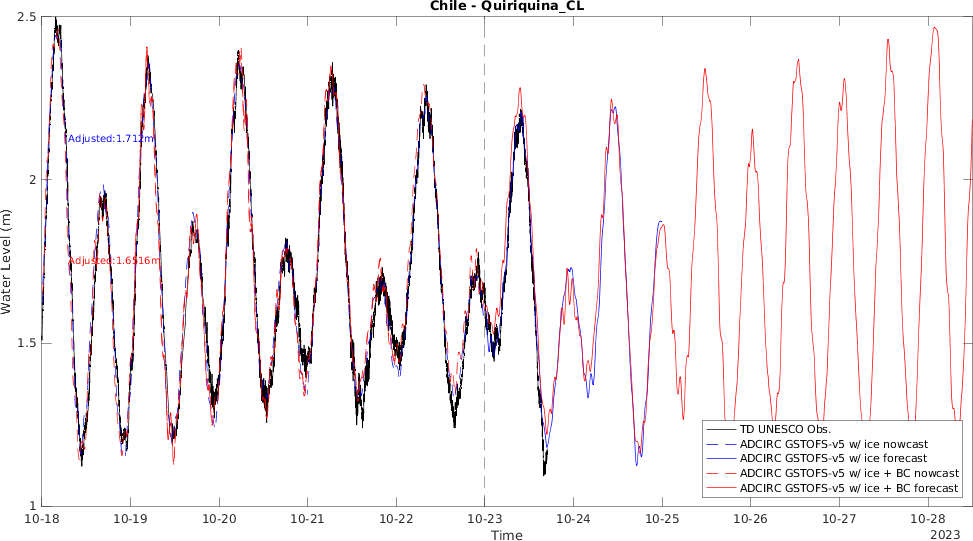 Chile - Quiriquina_CL
2.5
2
1.5
1
Water Level (m)
Adjusted:1.712m
Adjusted:1.6516m
TD UNESCO Obs.
ADCIRC GSTOFS-v5 w/ ice nowcast
ADCIRC GSTOFS-v5 w/ ice forecast
ADCIRC GSTOFS-v5 w/ ice + BC nowcast
ADCIRC GSTOFS-v5 w/ ice + BC forecast
10-18 10-19 10-20 10-21 10-22 10-23 10-24 10-25 10-26 10-27 10-28
Time
2023